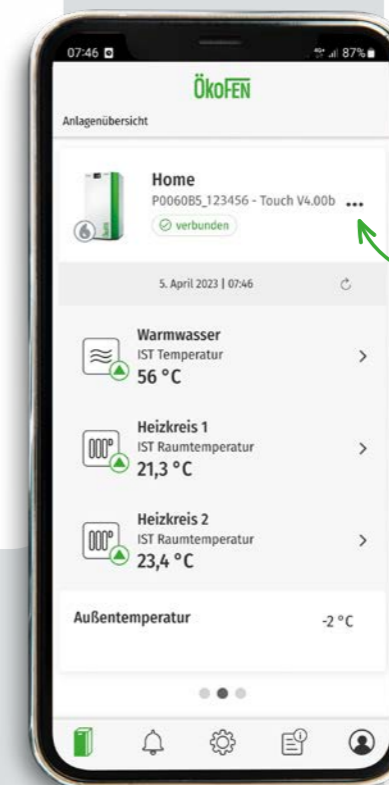 07:46 87%
ÖkoFEN
Anlagenübersicht
Home
P0060B5_123456 - Touch V4.00b
verbunden
5. April 2023 | 07:46
Warmwasser
IST Temperatur
56 °C
Heizkreis 1
IST Raumtemperatur
21,3 °C
Heizkreis 2
IST Raumtemperatur
23,4 °C
Außentemperatur -2 °C